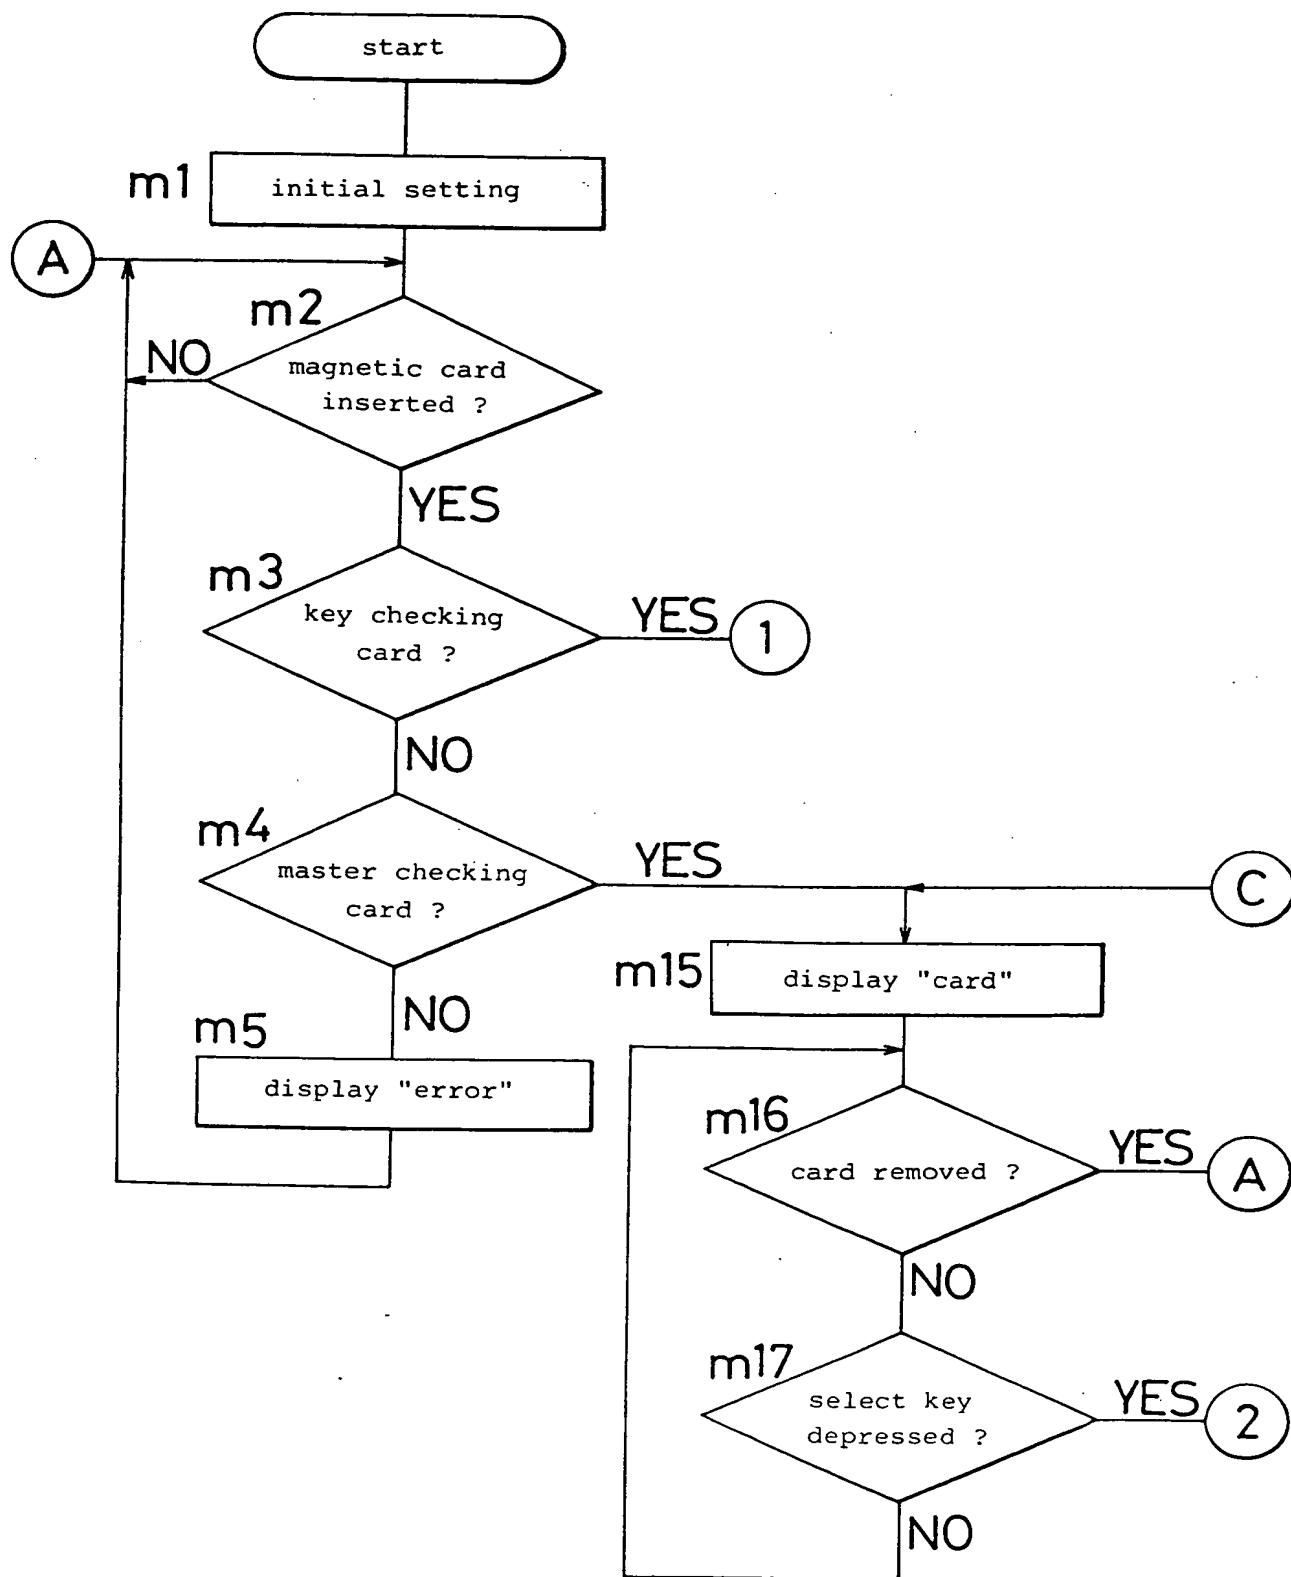 start
m1
initial setting
A
m2
NO
magnetic card
inserted ?
YES
m3
key checking
card ?
YES
1
NO
m4
master checking
card ?
YES
C
NO
m5
display "error"
m15
display "card"
m16
card removed ?
YES
A
NO
m17
select key
depressed ?
YES
2
NO